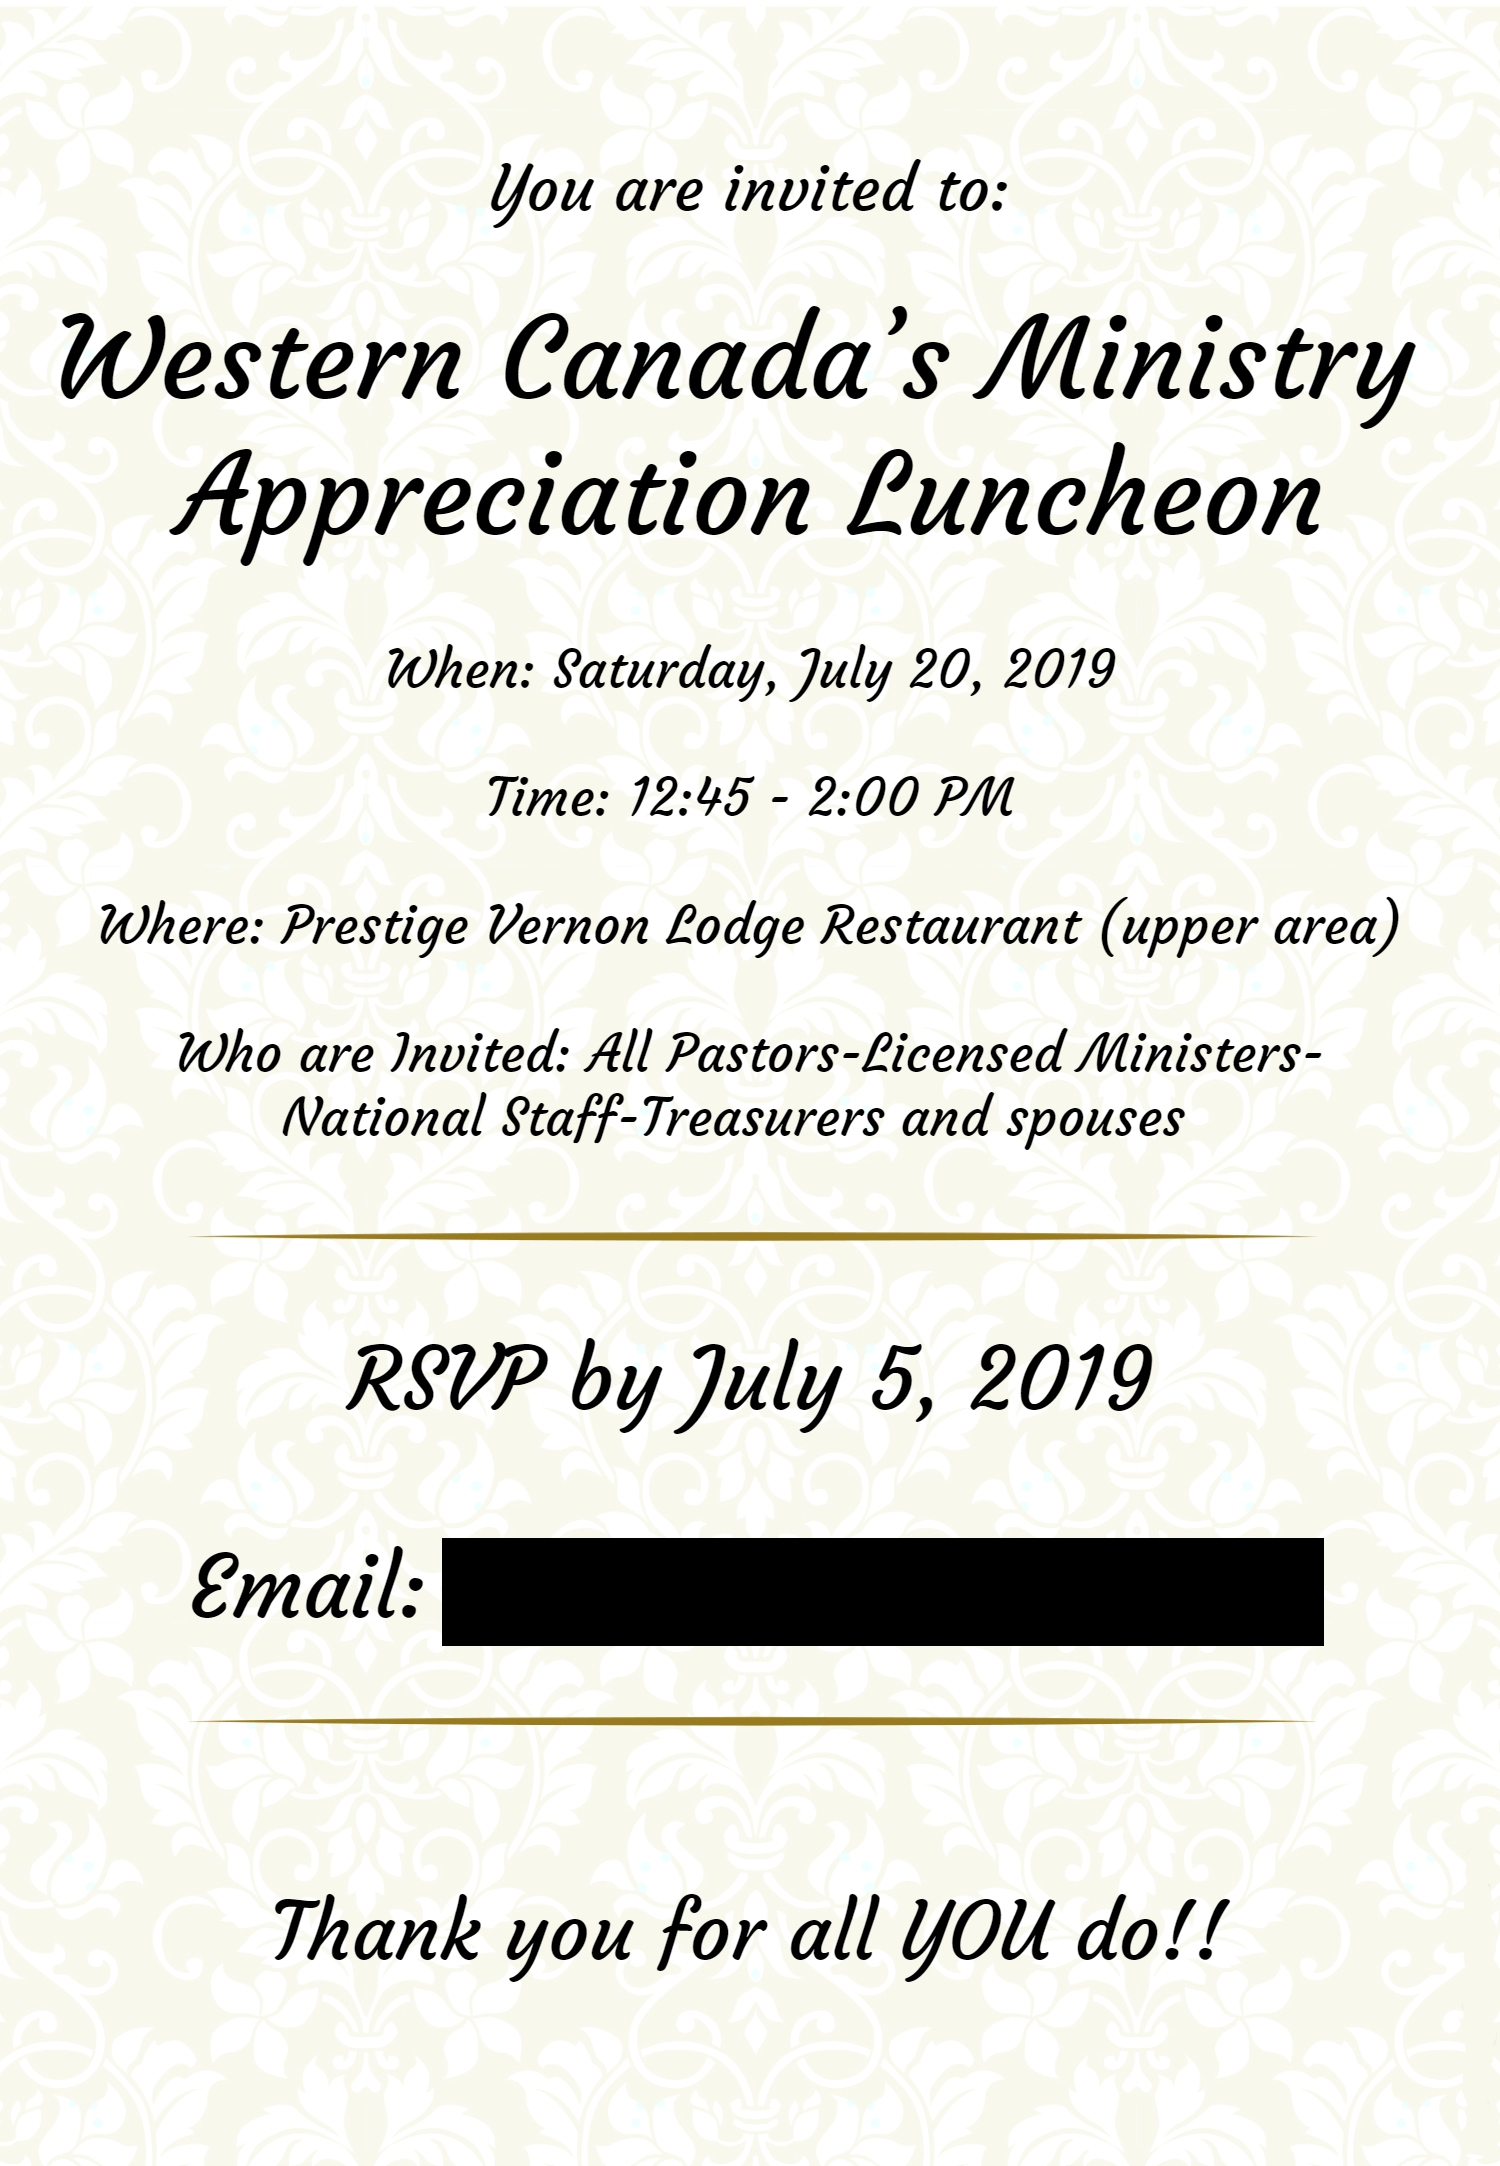 You are invited to:
Western Canada's Ministry
Appreciation Luncheon
When: Saturday, July 20, 2019
Time: 12:45 - 2:00 PM
Where: Prestige Vernon Lodge Restaurant (upper area)
Who are Invited: All Pastors-Licensed Ministers-
National Staff-Treasurers and spouses
RSVP by July 5, 2019
Email:
Thank you for all YOU do!!